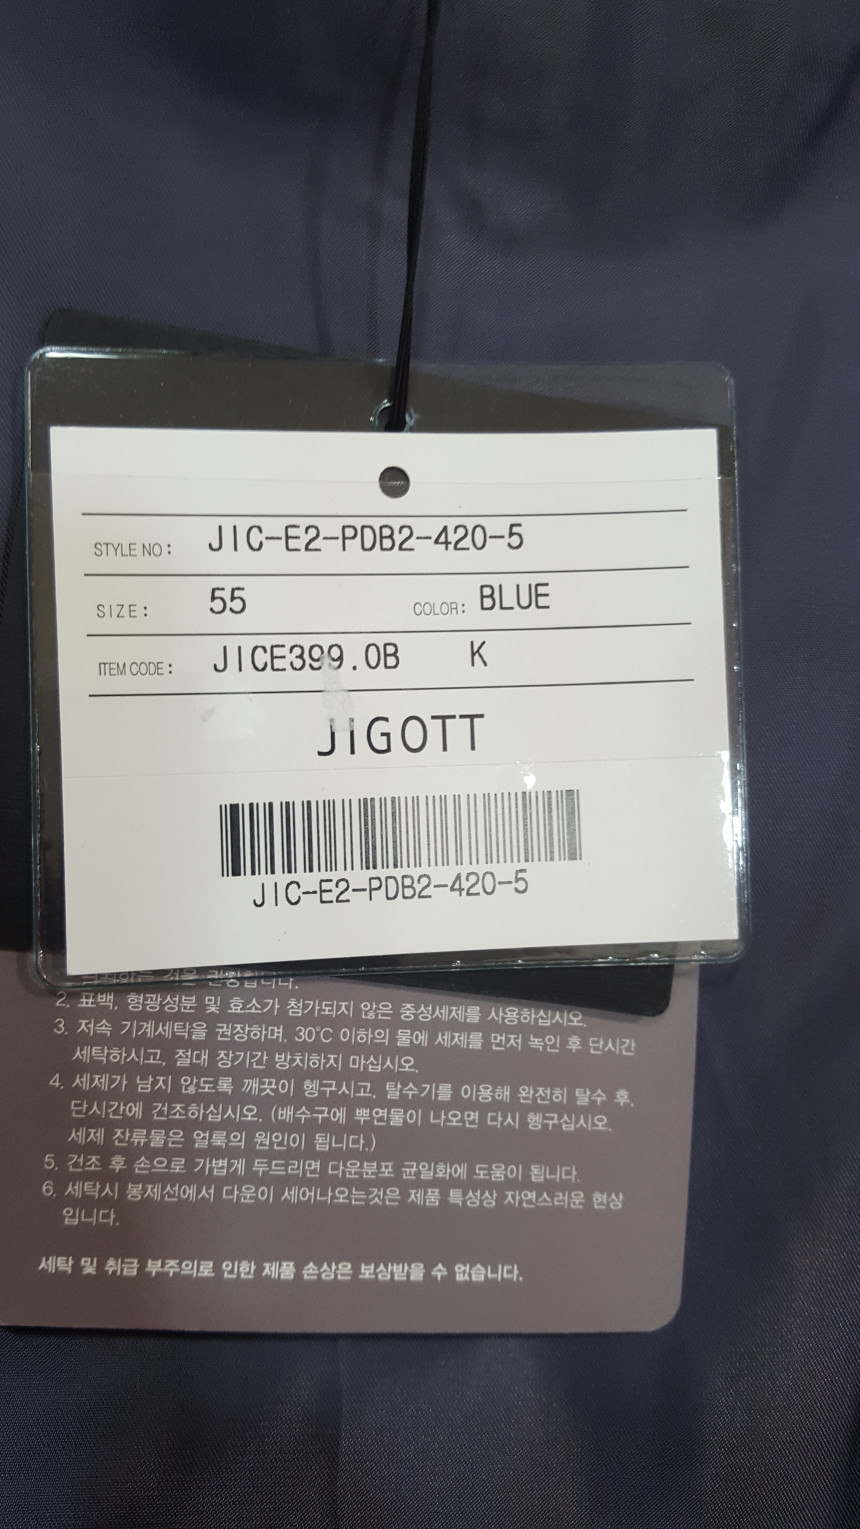 STYLE NO: JIC-E2-PDB2-420-5
SIZE: 55 COLOR: BLUE
ITEM CODE: JICE399.0B K
JIGOTT
JIC-E2-PDB2-420-5
것은 권장합니다.
2. 표백, 형광성분 및 효소가 첨가되지 않은 중성세제를 사용하십시오.
3. 저속 기계세탁을 권장하며, 30℃ 이하의 물에 세제를 먼저 녹인 후 단시간
세탁하시고, 절대 장기간 방치하지 마십시오.
4. 세제가 남지 않도록 깨끗이 헹구시고, 탈수기를 이용해 완전히 탈수 후,
단시간에 건조하십시오. (배수구에 뿌연물이 나오면 다시 헹구십시오.
세제 잔류물은 얼룩의 원인이 됩니다.)
5. 건조 후 손으로 가볍게 두드리면 다운분포 균일화에 도움이 됩니다.
6. 세탁시 봉제선에서 다운이 세어나오는것은 제품 특성상 자연스러운 현상
입니다.
세탁 및 취급 부주의로 인한 제품 손상은 보상받을 수 없습니다.